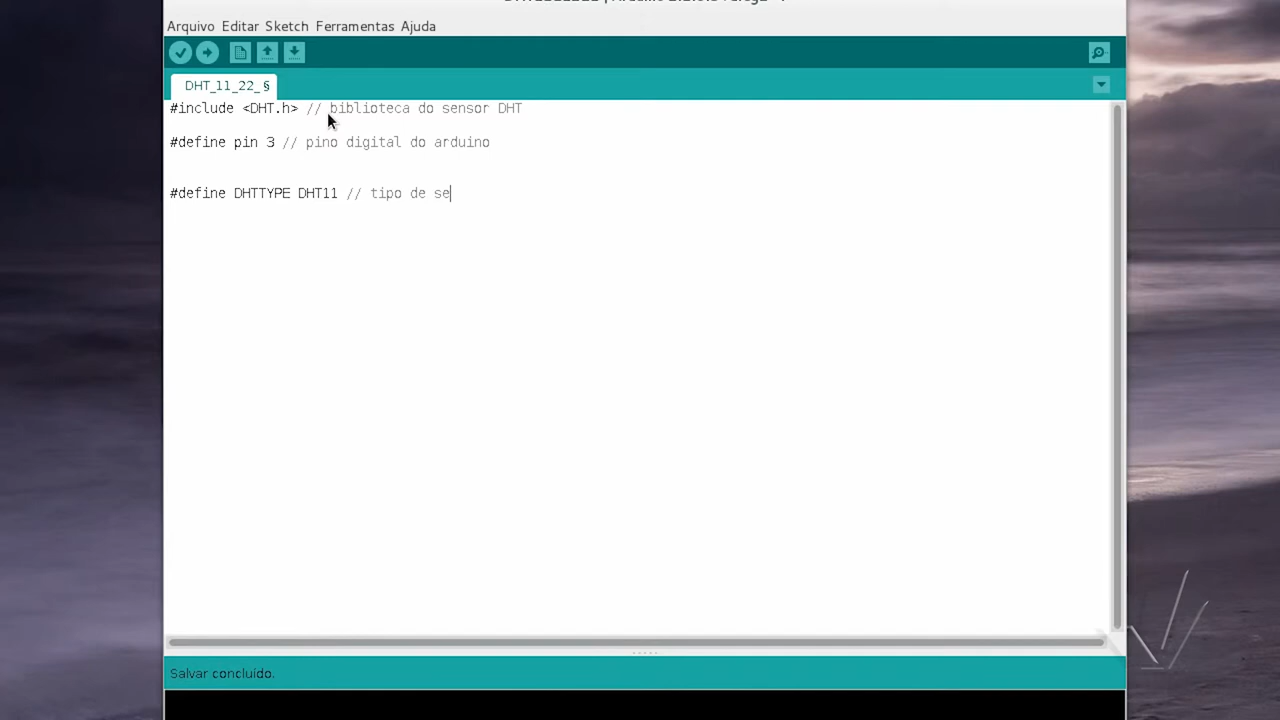 Arquivo Editar Sketch Ferramentas Ajuda
DHT_11_22_ §
#include <DHT.h> // biblioteca do sensor DHT
#define pin 3 // pino digital do arduino
#define DHTTYPE DHT11 // tipo de se
Salvar concluído.